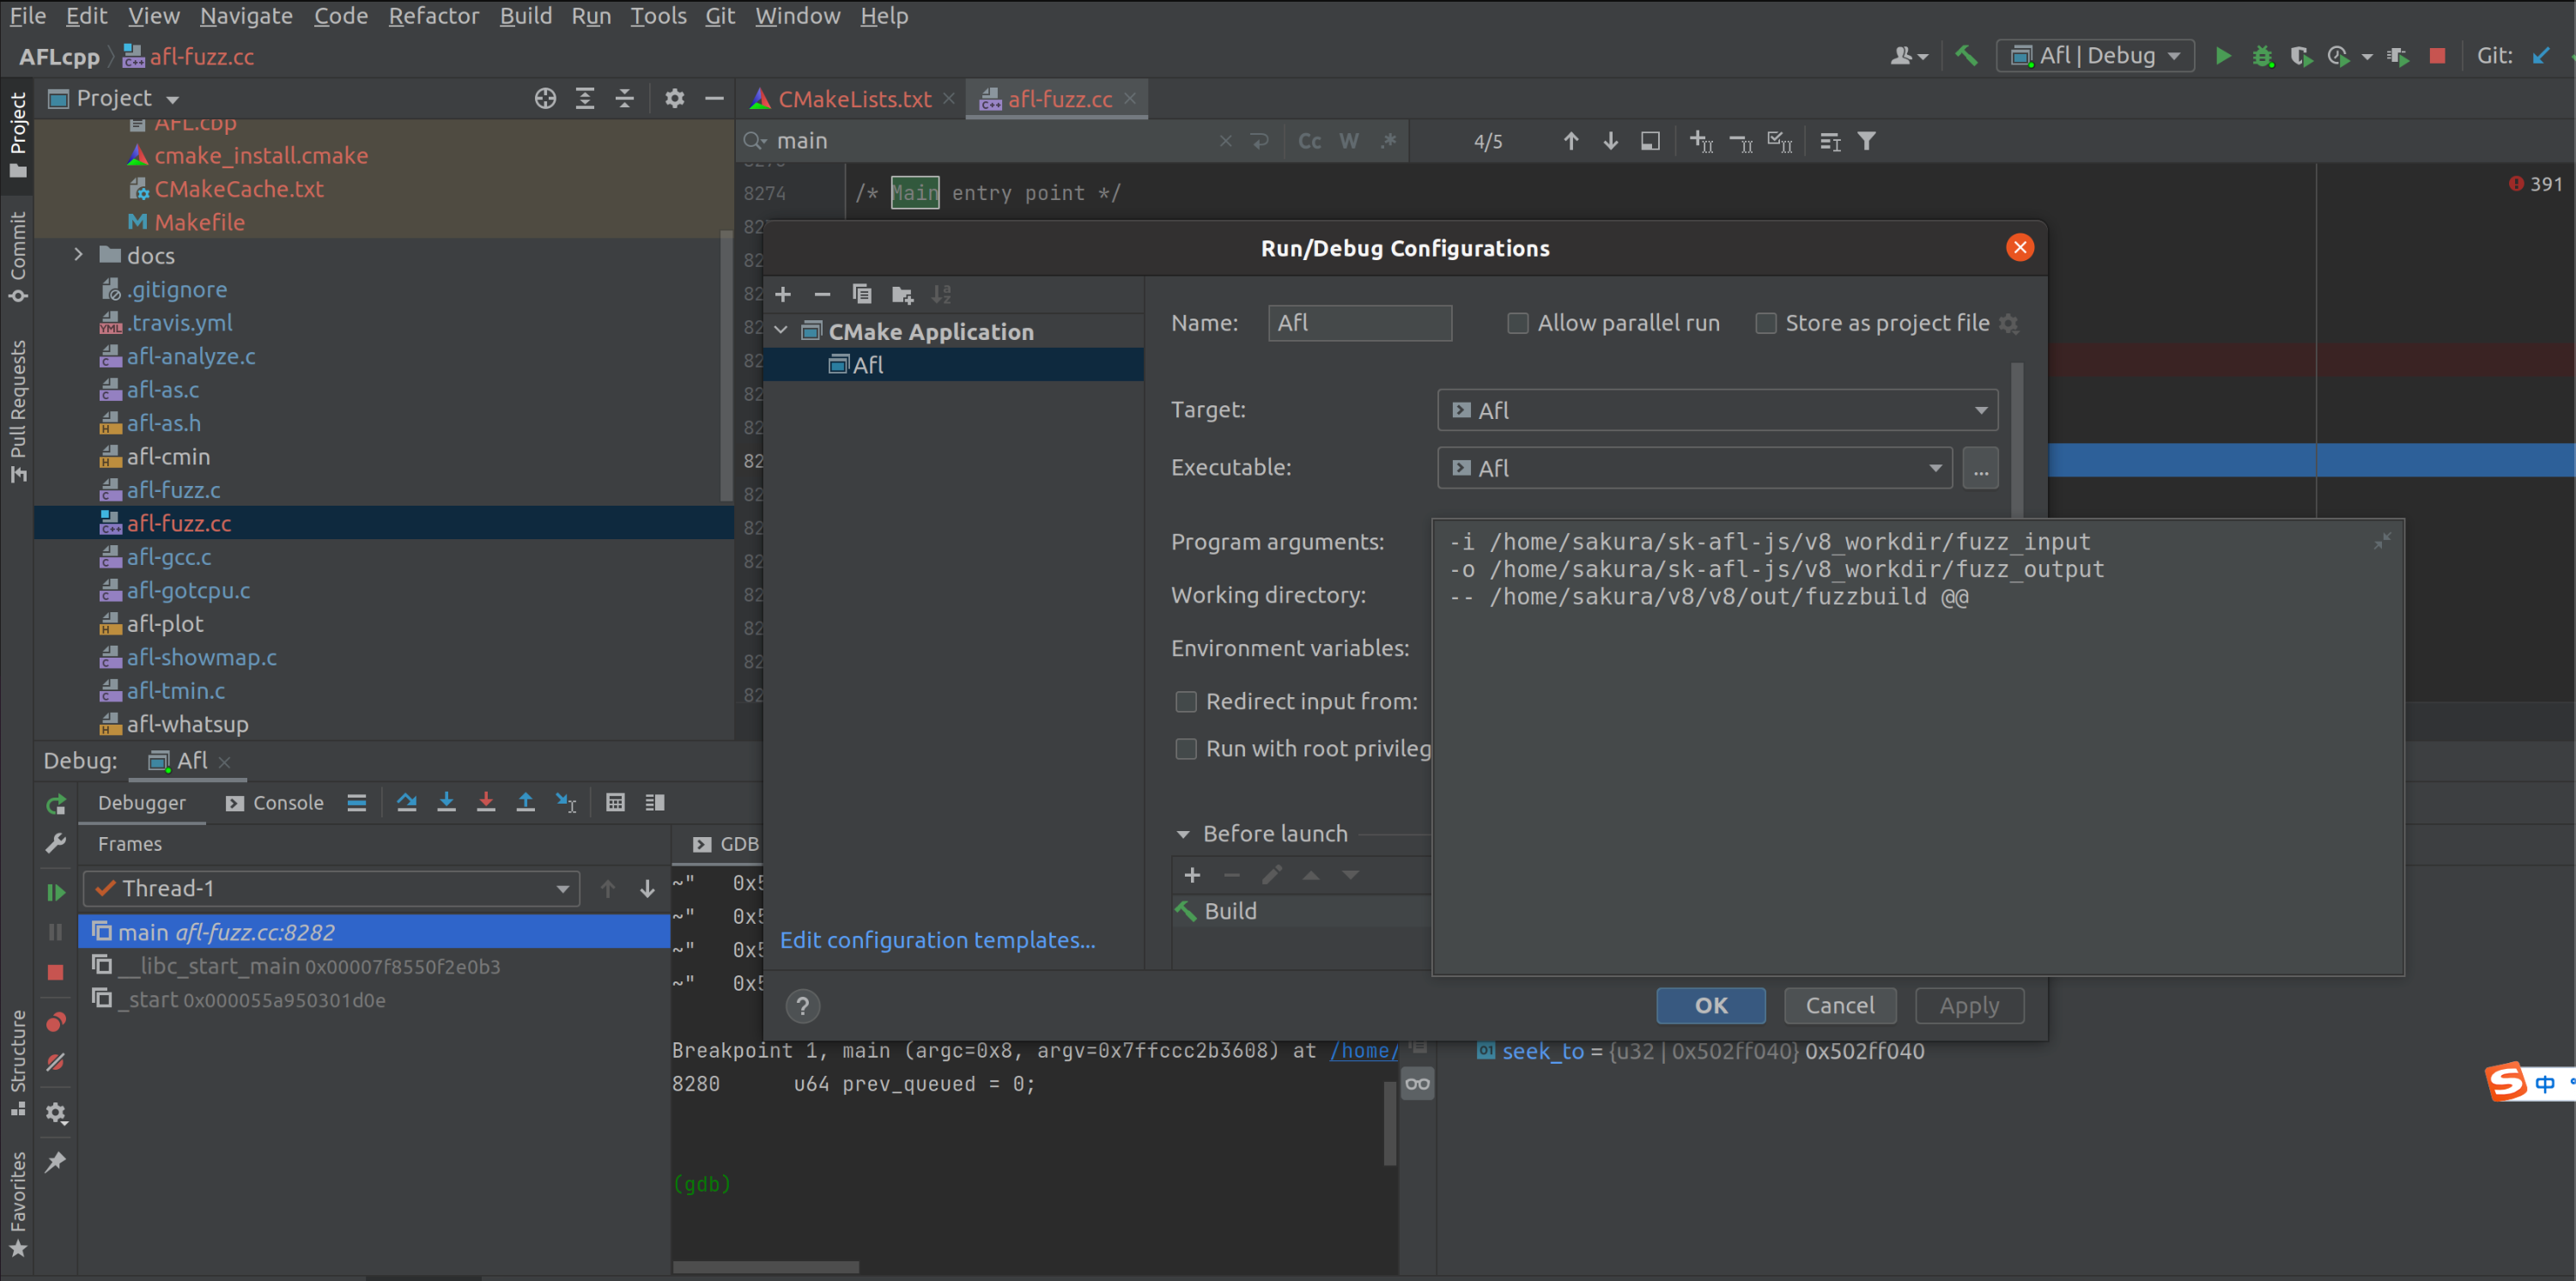 File Edit View Navigate Code Refactor Build Run Tools Git Window Help
AFLcpp afl-fuzz.cc
Afl | Debug
Git:
Project
Commit
Pull Requests
Structure
Favorites
Project
AFL.cbp
cmake_install.cmake
CMakeCache.txt
Makefile
docs
.gitignore
.travis.yml
afl-analyze.c
afl-as.c
afl-as.h
afl-cmin
afl-fuzz.c
afl-fuzz.cc
afl-gcc.c
afl-gotcpu.c
afl-plot
afl-showmap.c
afl-tmin.c
afl-whatsup
CMakeLists.txt afl-fuzz.cc
main
Cc W .*
4/5
8274 /* Main entry point */
391
Run/Debug Configurations
CMake Application
Afl
Edit configuration templates...
Name: Afl
Allow parallel run
Store as project file
Target: Afl
Executable: Afl
...
Program arguments:
-i /home/sakura/sk-afl-js/v8_workdir/fuzz_input
-o /home/sakura/sk-afl-js/v8_workdir/fuzz_output
-- /home/sakura/v8/v8/out/fuzzbuild @@
Working directory:
Environment variables:
Redirect input from:
Run with root privileg
Before launch
Build
?
OK
Cancel
Apply
Debug: Afl
Debugger
Console
Frames
Thread-1
main afl-fuzz.cc:8282
__libc_start_main 0x00007f8550f2e0b3
_start 0x000055a950301d0e
GDB
~" 0x5
~" 0x5
~" 0x5
~" 0x5
Breakpoint 1, main (argc=0x8, argv=0x7ffccc2b3608) at /home/
8280 u64 prev_queued = 0;
(gdb)
seek_to = {u32 | 0x502ff040} 0x502ff040
S 中